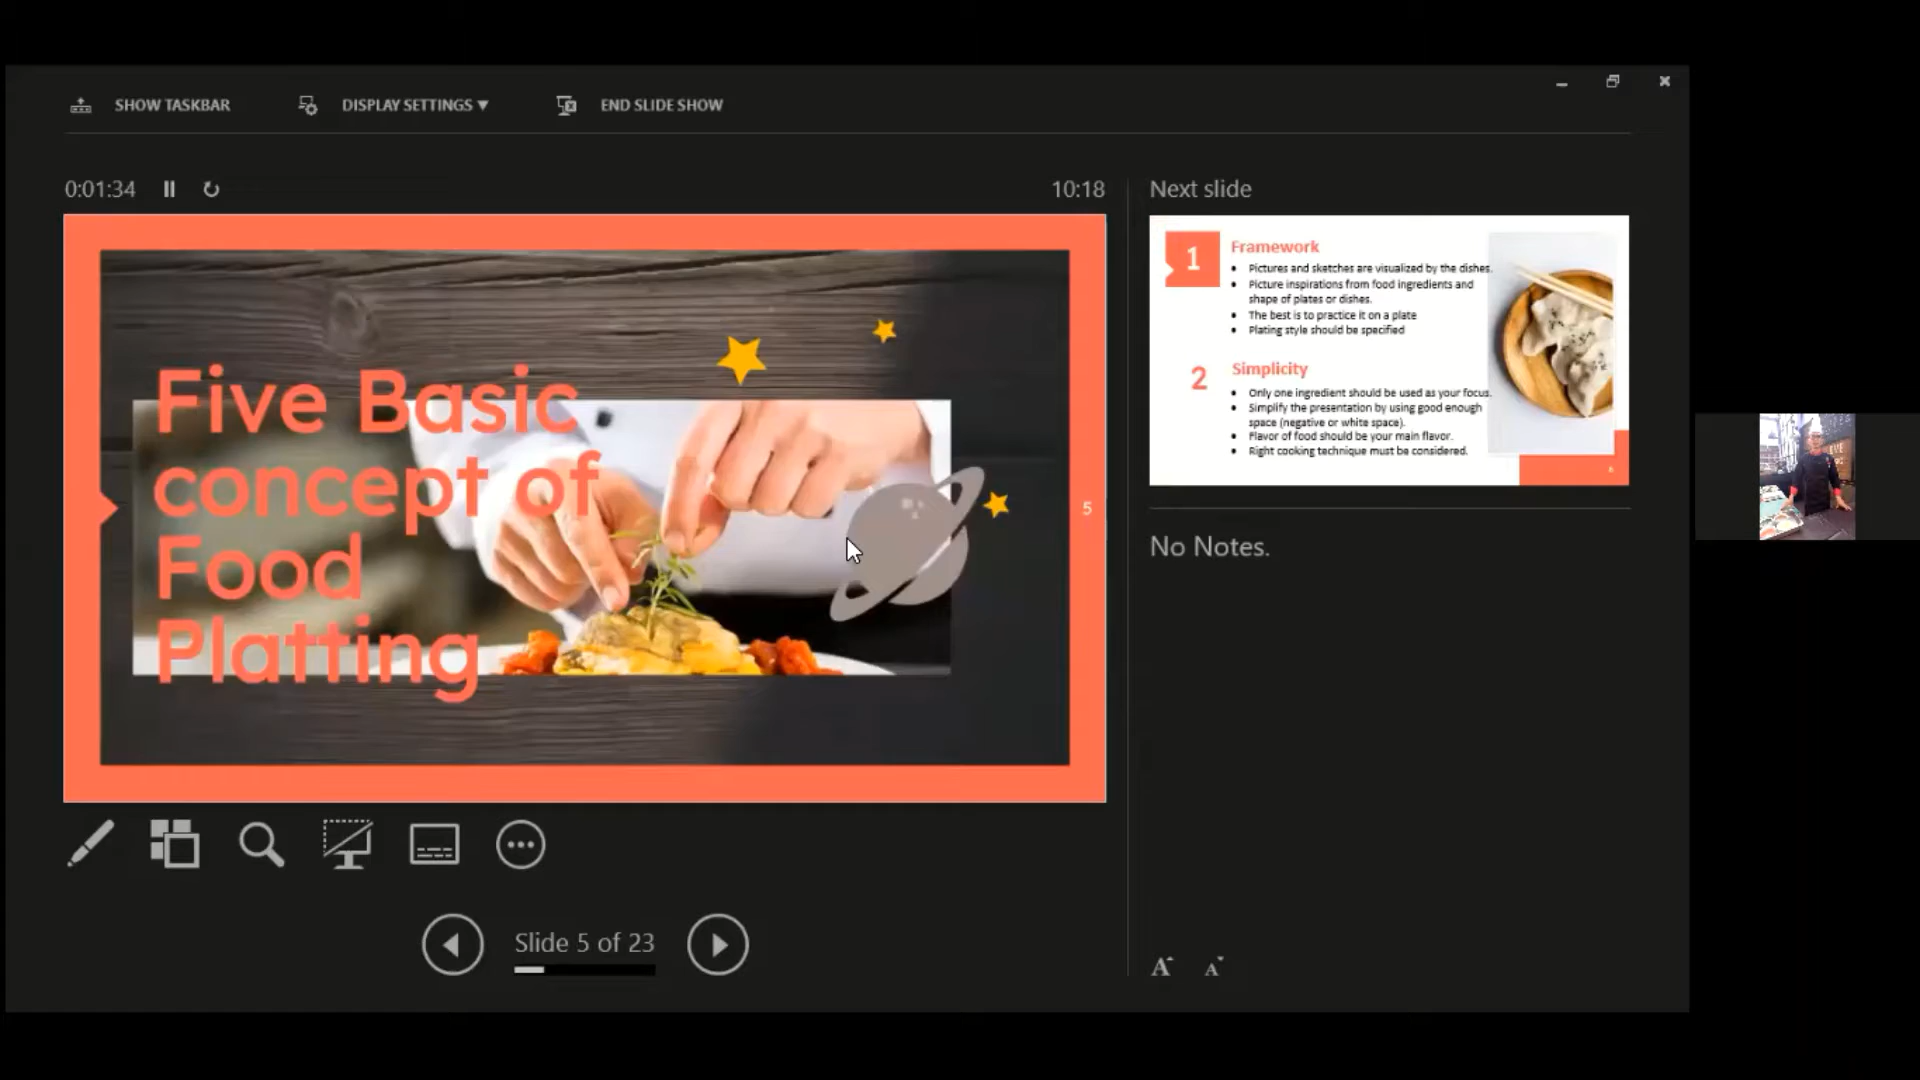 SHOW TASKBAR
DISPLAY SETTINGS ▼
END SLIDE SHOW
0:01:34
10:18
Five Basic
concept of
Food
Platting
5
Slide 5 of 23
Next slide
1
Framework
• Pictures and sketches are visualized by the dishes.
• Picture inspirations from food ingredients and
shape of plates or dishes.
• The best is to practice it on a plate
• Plating style should be specified
2
Simplicity
• Only one ingredient should be used as your focus.
• Simplify the presentation by using good enough
space (negative or white space).
• Flavor of food should be your main flavor.
• Right cooking technique must be considered.
No Notes.
A
A